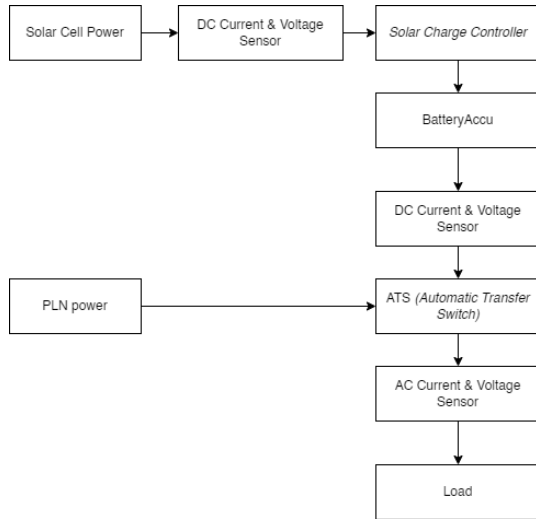 Solar Cell Power
DC Current & Voltage
Sensor
Solar Charge Controller
BatteryAccu
DC Current & Voltage
Sensor
PLN power
ATS (Automatic Transfer
Switch)
AC Current & Voltage
Sensor
Load